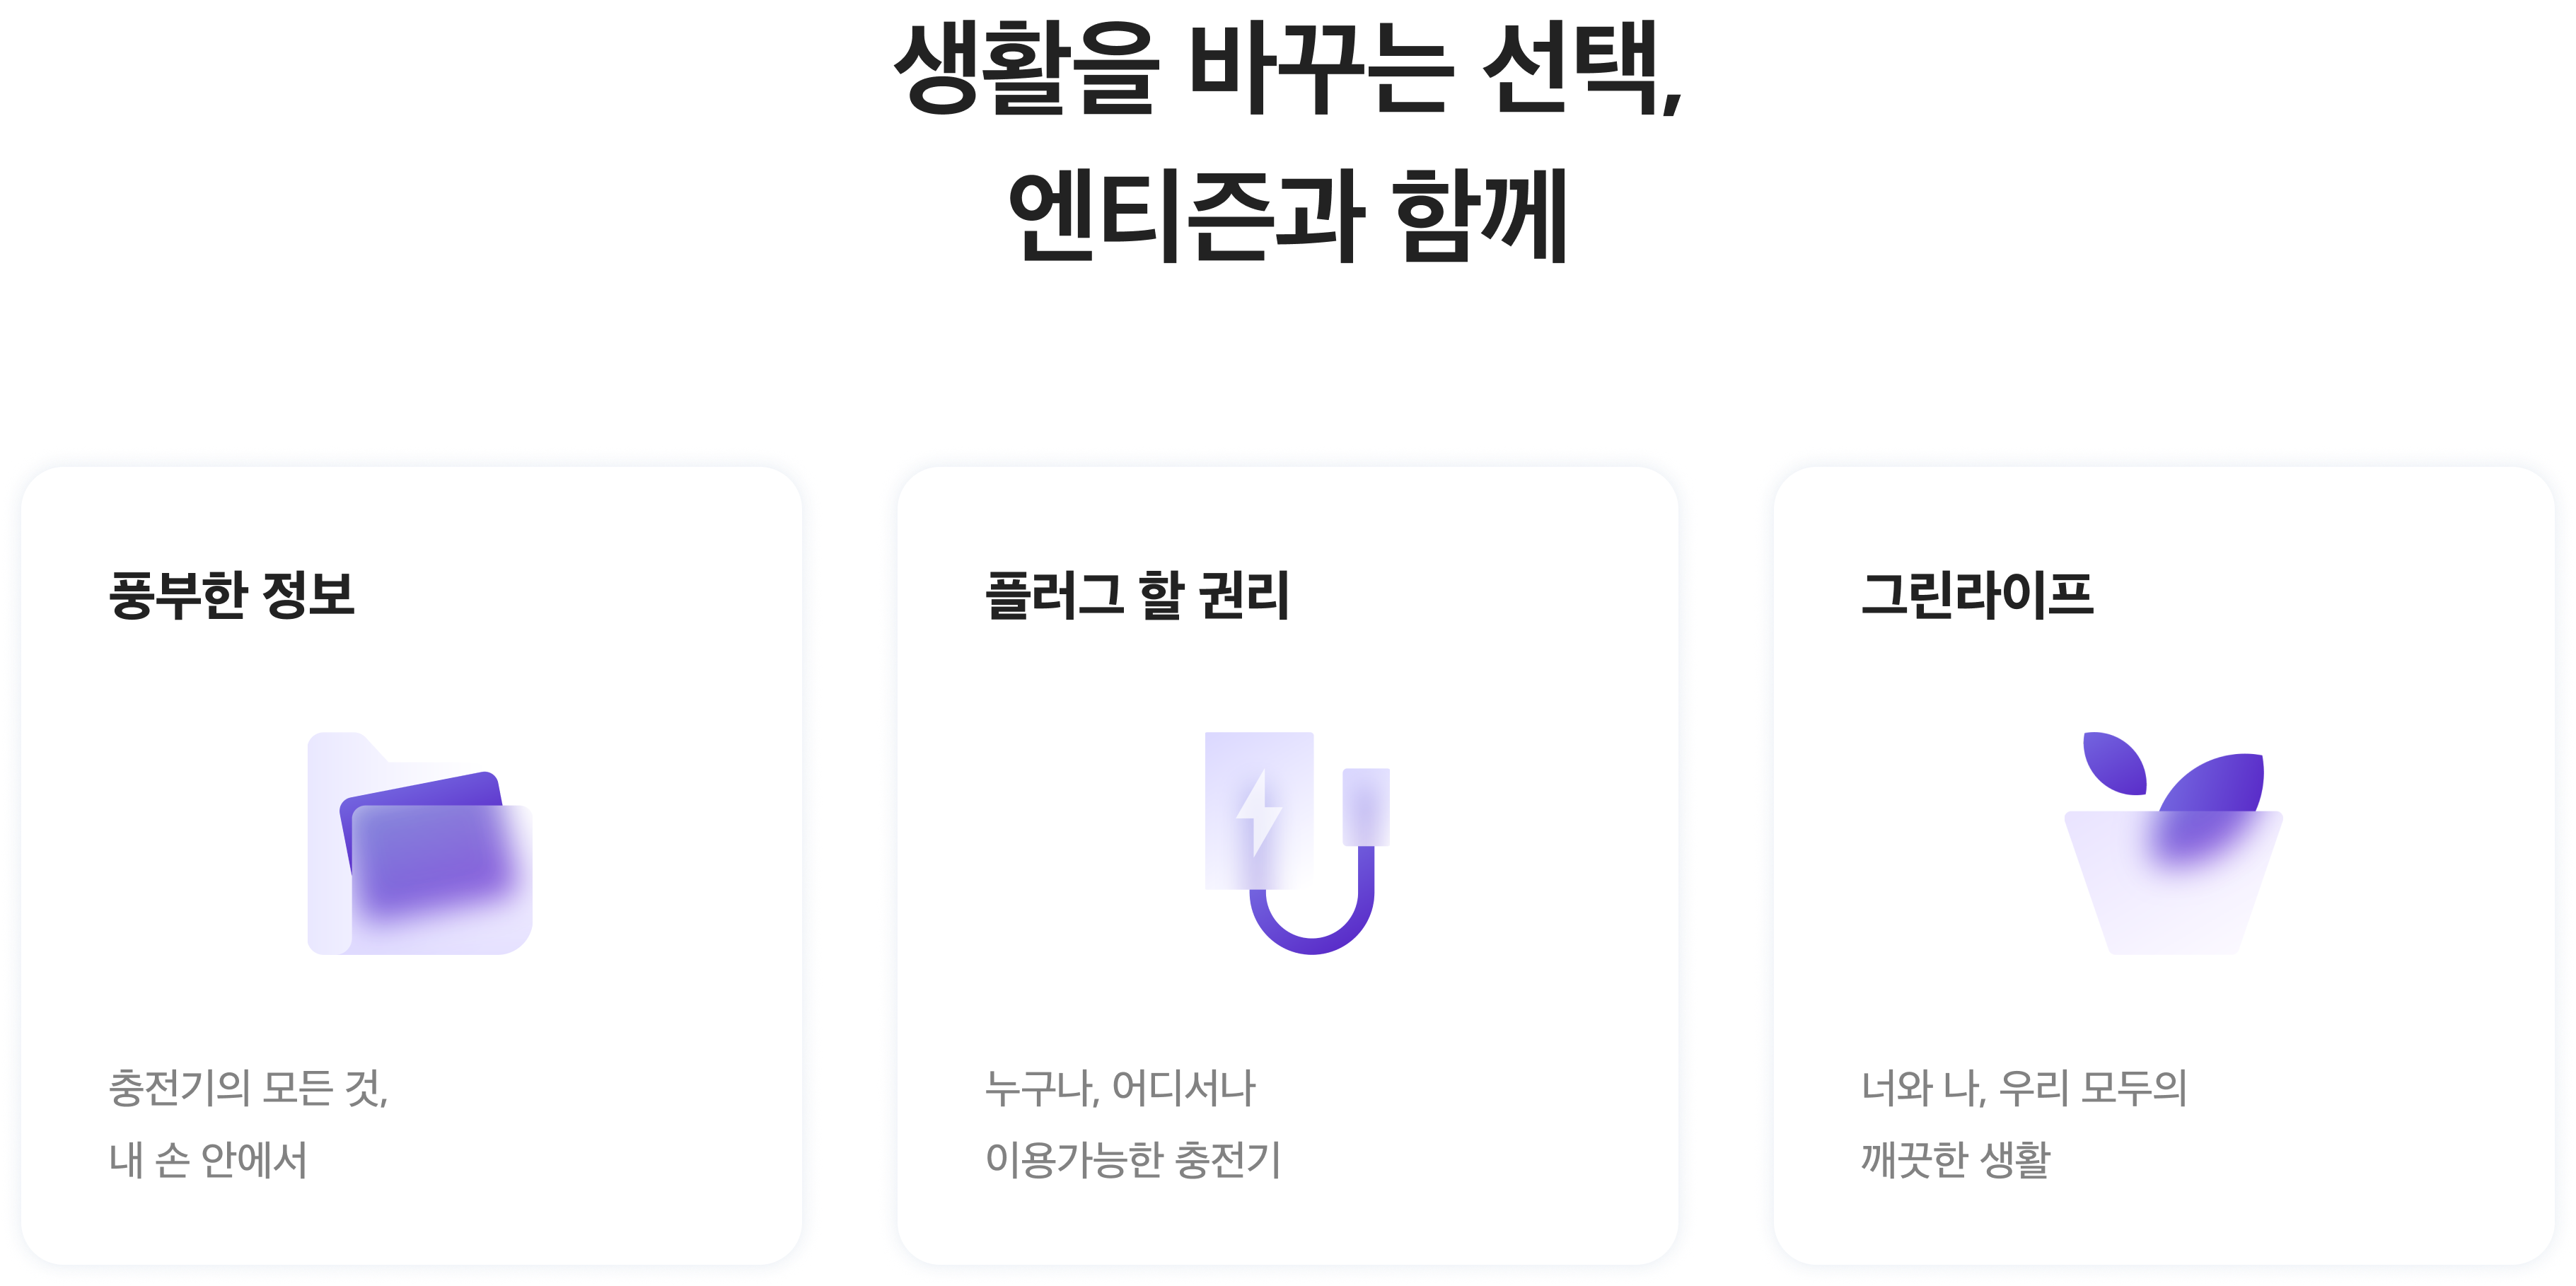 생활을 바꾸는 선택,
엔티즌과 함께
풍부한 정보
충전기의 모든 것,
내 손 안에서
플러그 할 권리
누구나, 어디서나
이용가능한 충전기
그린라이프
너와 나, 우리 모두의
깨끗한 생활